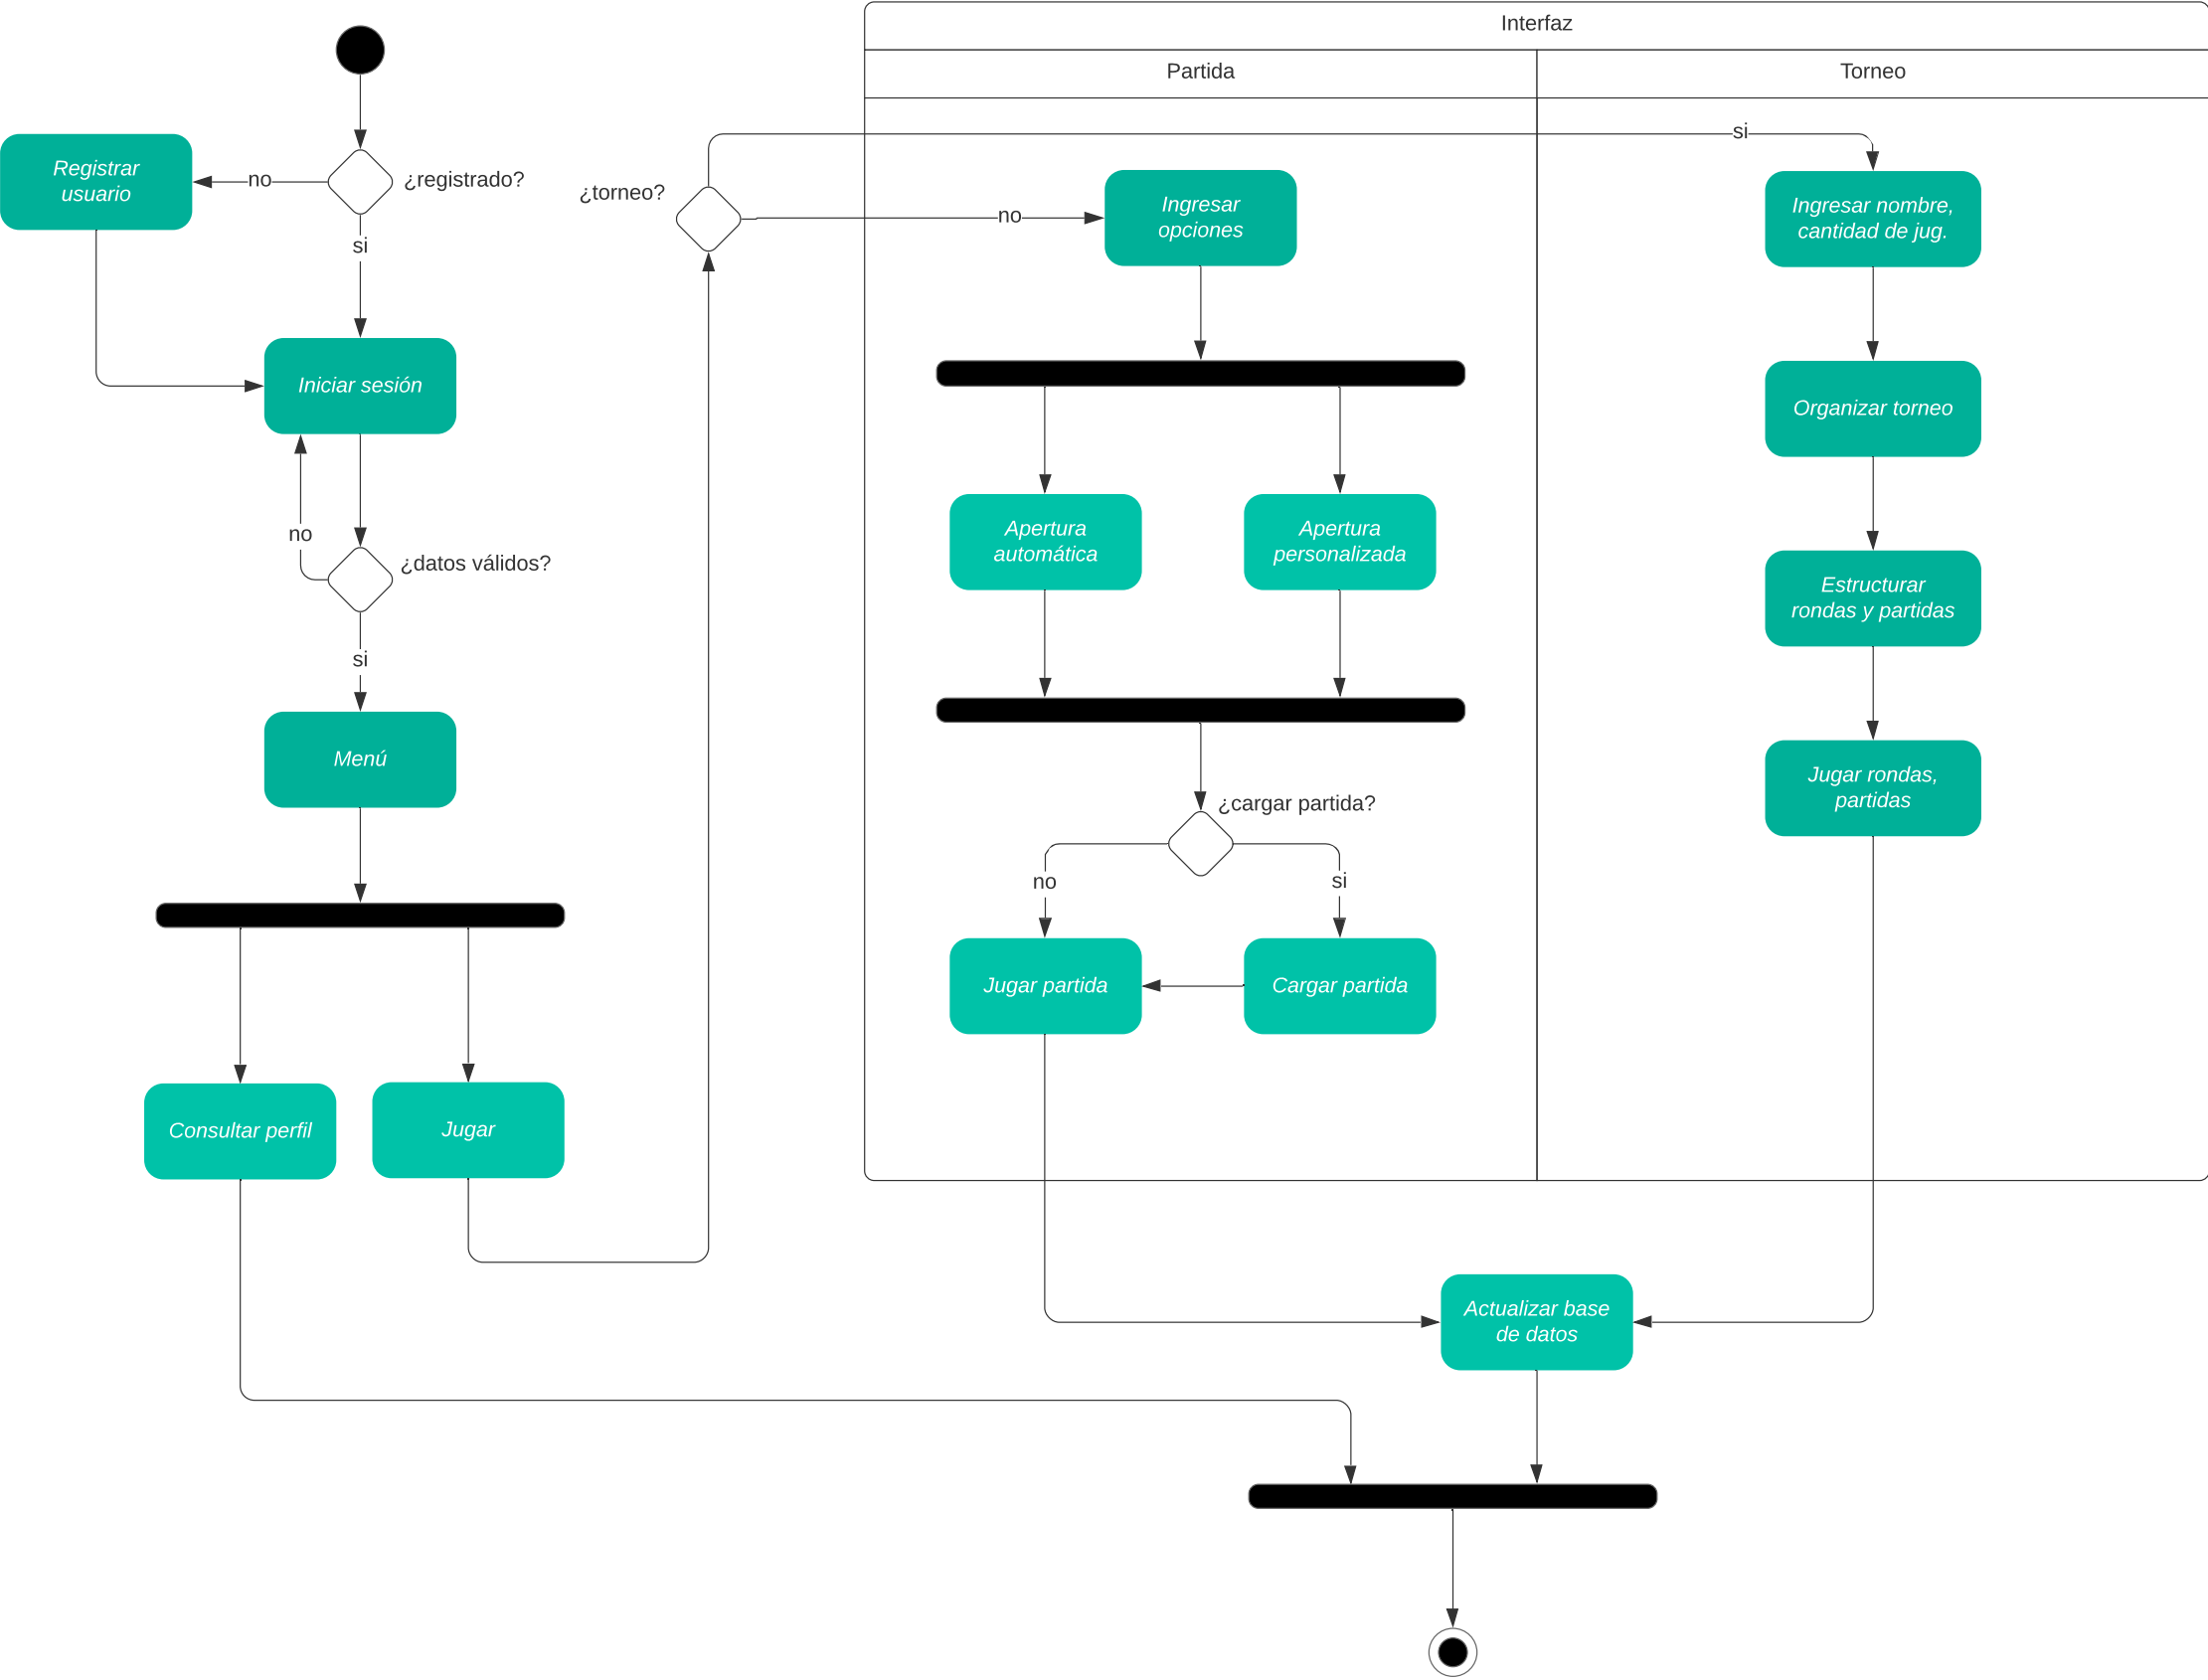 Interfaz
Partida
Torneo
Registrar
usuario
no
¿registrado?
si
¿torneo?
no
si
Ingresar
opciones
Ingresar nombre,
cantidad de jug.
Iniciar sesión
Organizar torneo
no
¿datos válidos?
si
Apertura
automática
Apertura
personalizada
Estructurar
rondas y partidas
Menú
¿cargar partida?
no
si
Jugar rondas,
partidas
Jugar partida
Cargar partida
Consultar perfil
Jugar
Actualizar base
de datos